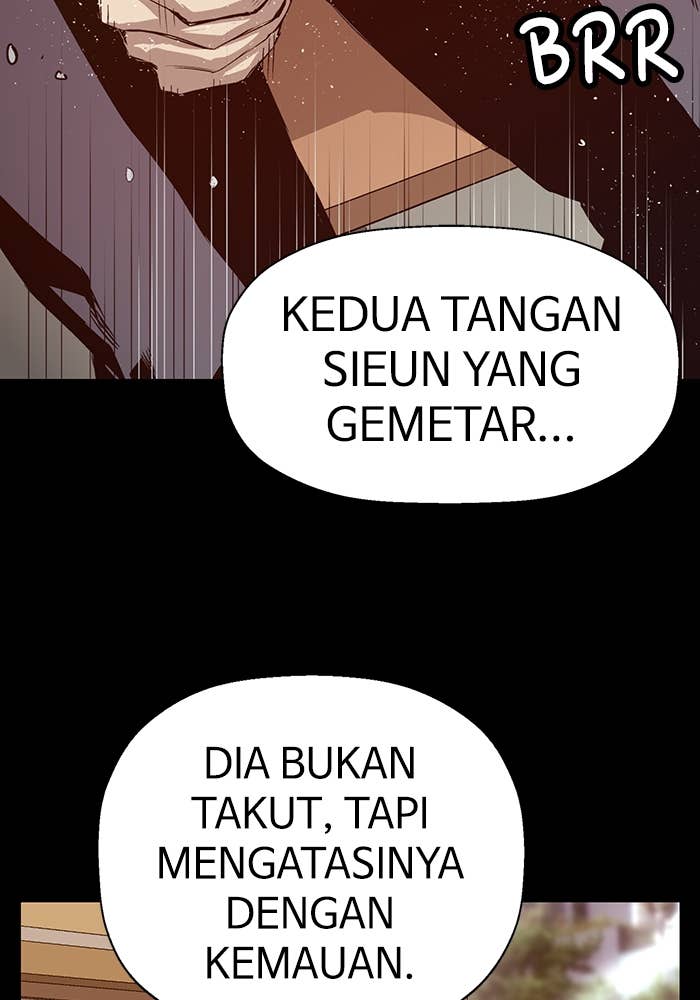 BRR
KEDUA TANGAN
SIEUN YANG
GEMETAR...
DIA BUKAN
TAKUT, TAPI
MENGATASINYA
DENGAN
KEMAUAN.